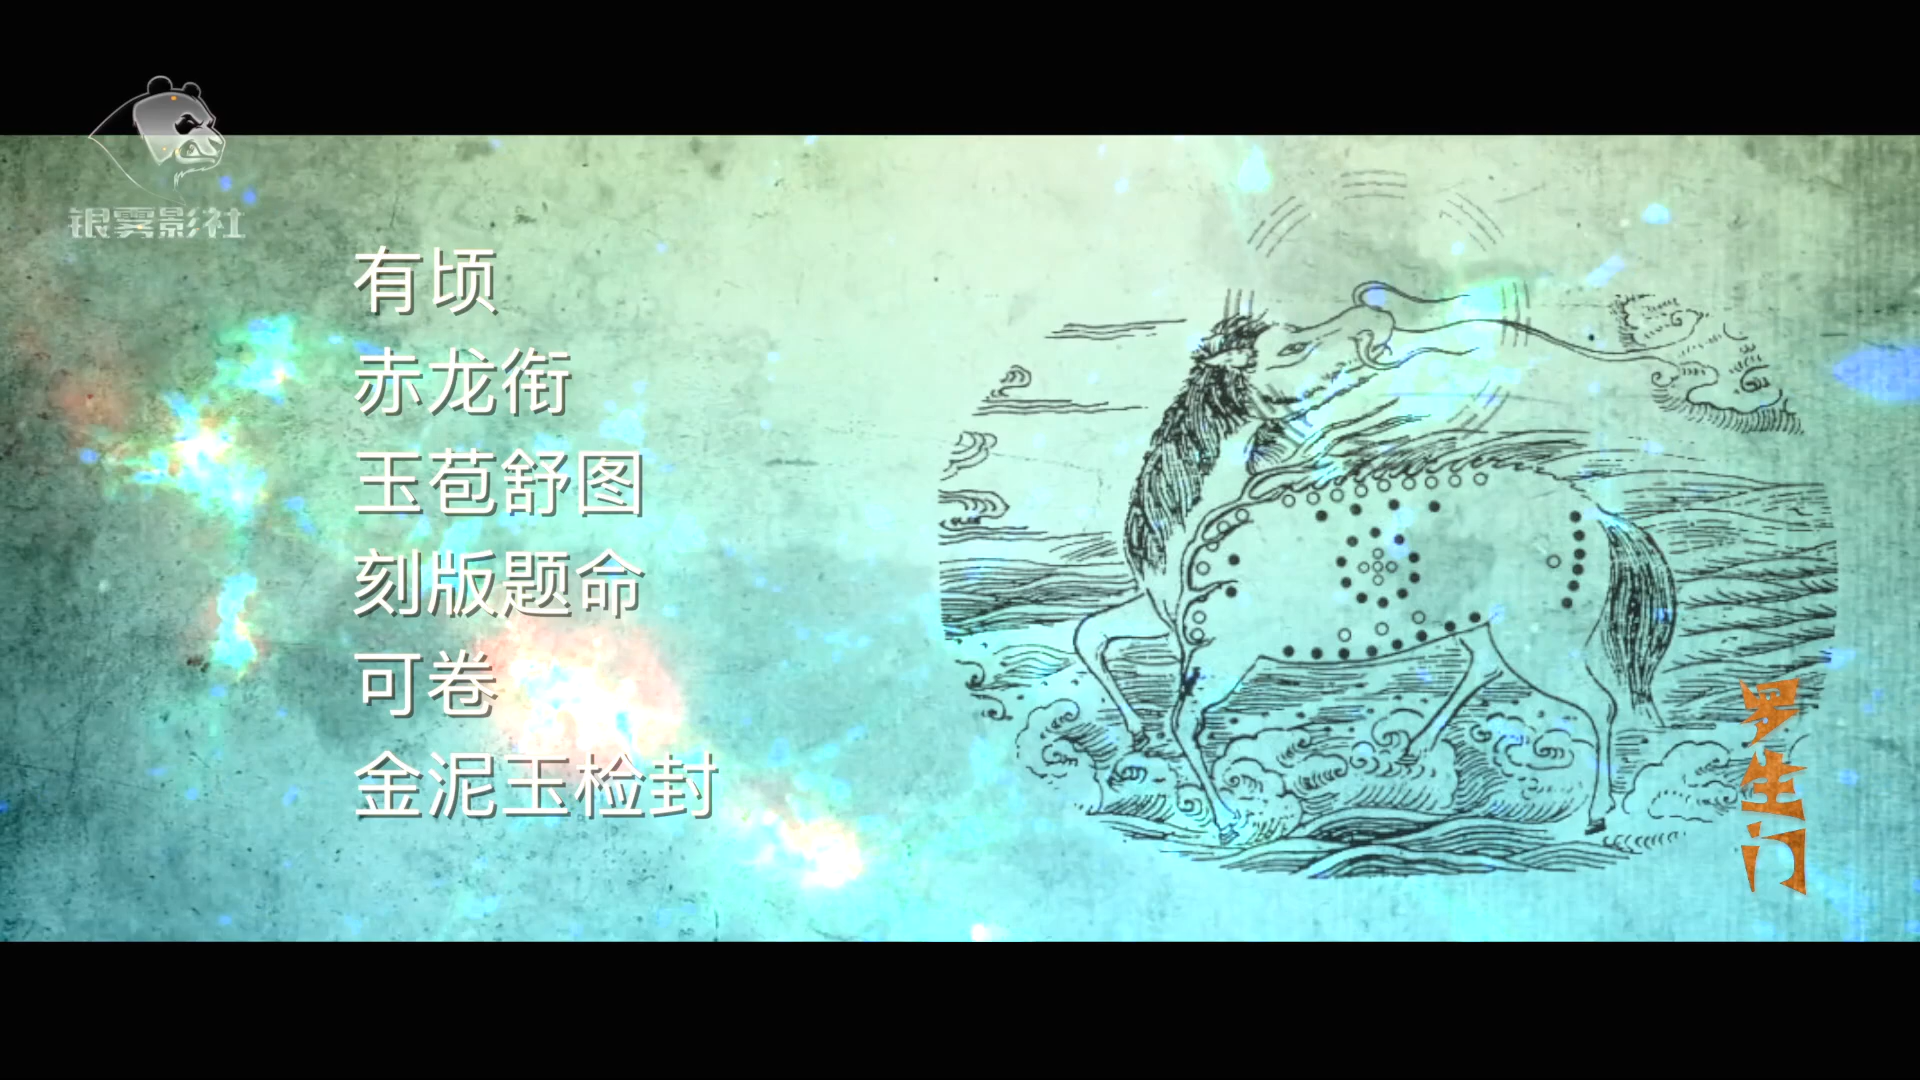 银雾影社
有顷
赤龙衔
玉苞舒图
刻版题命
可卷
金泥玉检封
罗生门